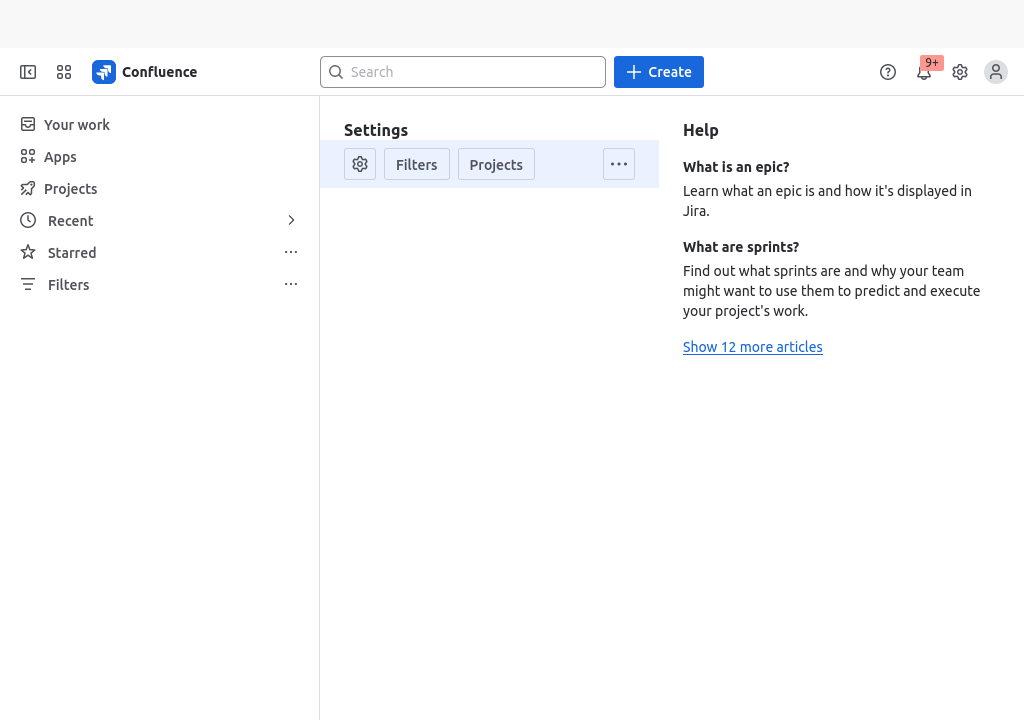 Confluence
Search
Create
9+
Your work
Apps
Projects
Recent
Starred
Filters
Settings
Filters
Projects
Help
What is an epic?
Learn what an epic is and how it's displayed in
Jira.
What are sprints?
Find out what sprints are and why your team
might want to use them to predict and execute
your project's work.
Show 12 more articles